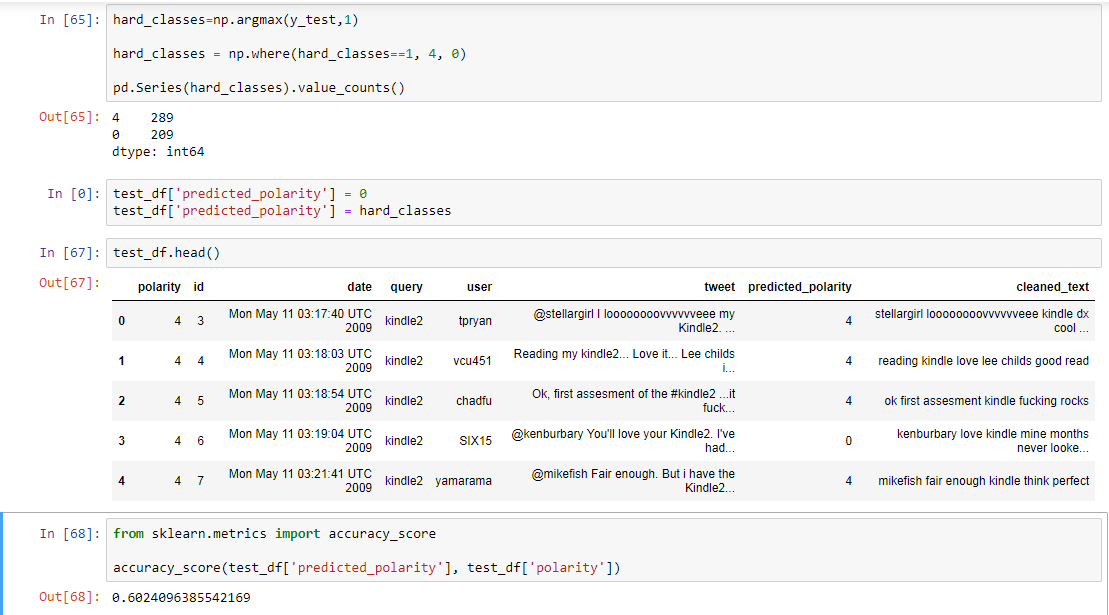 In [65]: hard_classes=np.argmax(y_test,1)
hard_classes = np.where(hard_classes==1, 4, 0)
pd.Series(hard_classes).value_counts()
Out[65]: 4    289
0    209
dtype: int64
In [0]: test_df['predicted_polarity'] = 0
test_df['predicted_polarity'] = hard_classes
In [67]: test_df.head()
Out[67]:
polarity id date query user tweet predicted_polarity cleaned_text
0 4 3 Mon May 11 03:17:40 UTC 2009 kindle2 tpryan @stellargirl I loooooooovvvvvveee my Kindle2. ... 4 stellargirl loooooooovvvvvveee kindle dx cool ...
1 4 4 Mon May 11 03:18:03 UTC 2009 kindle2 vcu451 Reading my kindle2... Love it... Lee childs i... 4 reading kindle love lee childs good read
2 4 5 Mon May 11 03:18:54 UTC 2009 kindle2 chadfu Ok, first assesment of the #kindle2 ...it fuck... 4 ok first assesment kindle fucking rocks
3 4 6 Mon May 11 03:19:04 UTC 2009 kindle2 SIX15 @kenburbary You'll love your Kindle2. I've had... 0 kenburbary love kindle mine months never looke...
4 4 7 Mon May 11 03:21:41 UTC 2009 kindle2 yamarama @mikefish Fair enough. But i have the Kindle2... 4 mikefish fair enough kindle think perfect
In [68]: from sklearn.metrics import accuracy_score
accuracy_score(test_df['predicted_polarity'], test_df['polarity'])
Out[68]: 0.6024096385542169